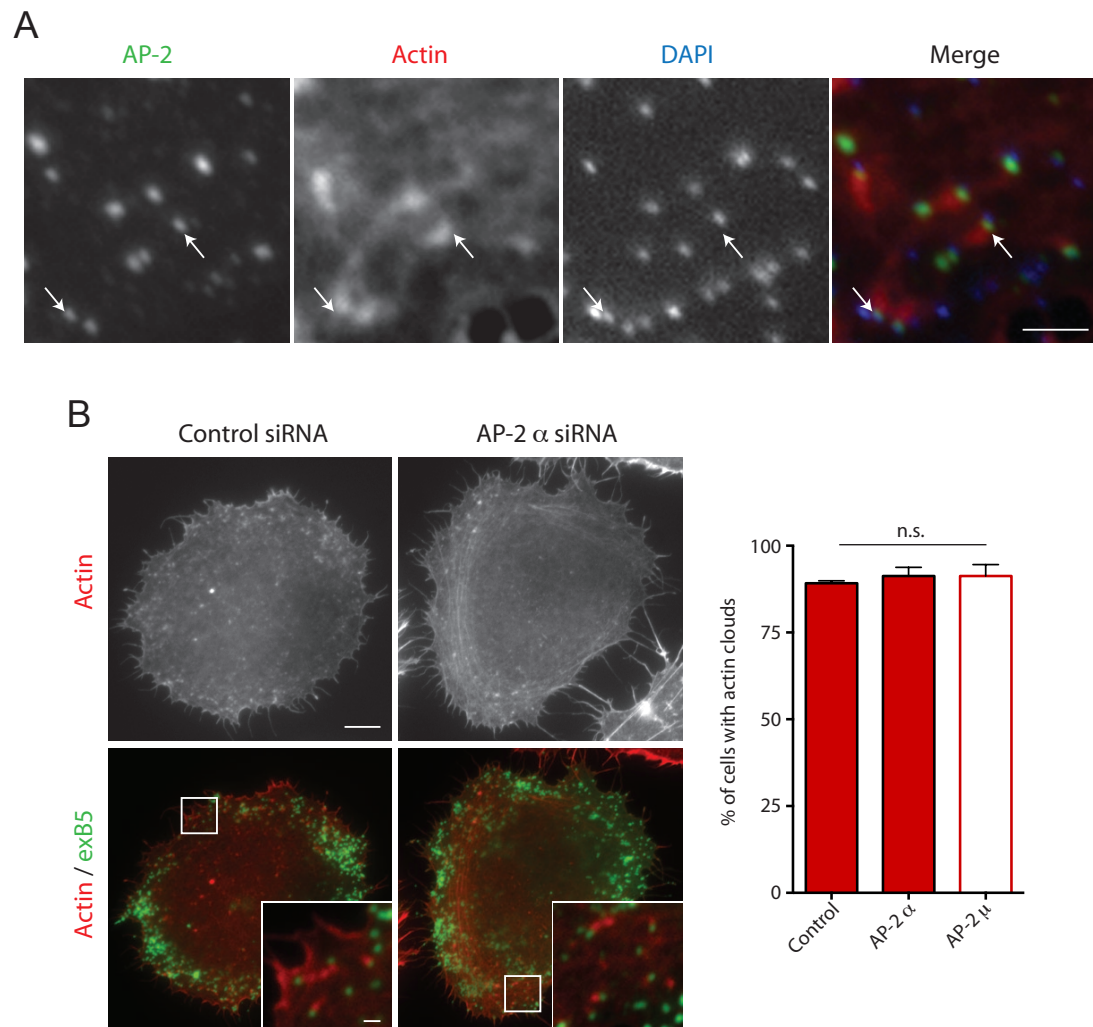 A
AP-2
Actin
DAPI
Merge
B
Control siRNA
AP-2 α siRNA
Actin
Actin / exB5
n.s.
% of cells with actin clouds
100
75
50
25
0
Control
AP-2 α
AP-2 μ